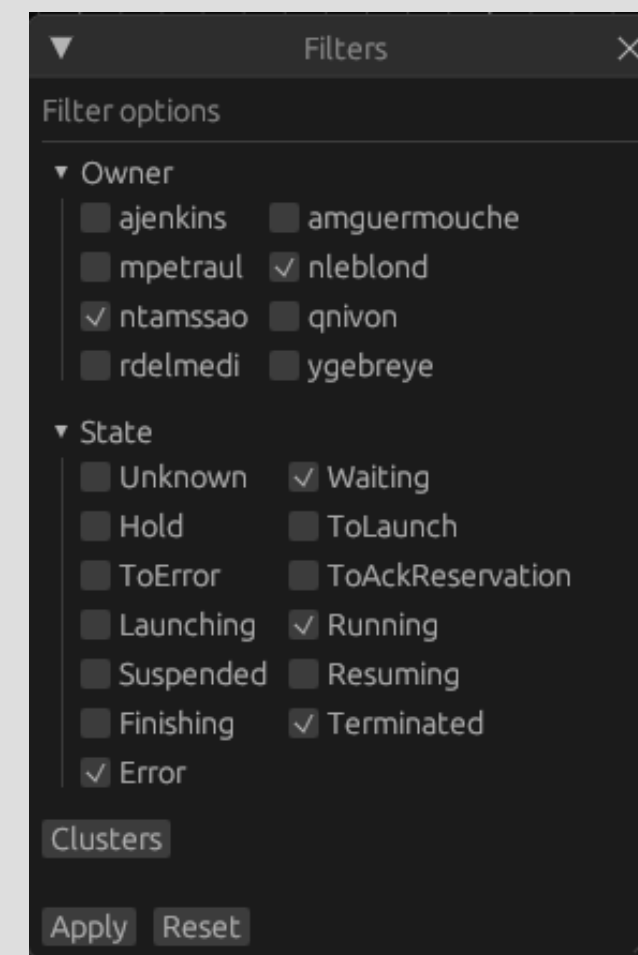 Filters
Filter options
Owner
ajenkins amguermouche
mpetraul nleblond
ntamssao qnivon
rdelmedi ygebreye
State
Unknown Waiting
Hold ToLaunch
ToError ToAckReservation
Launching Running
Suspended Resuming
Finishing Terminated
Error
Clusters
Apply Reset